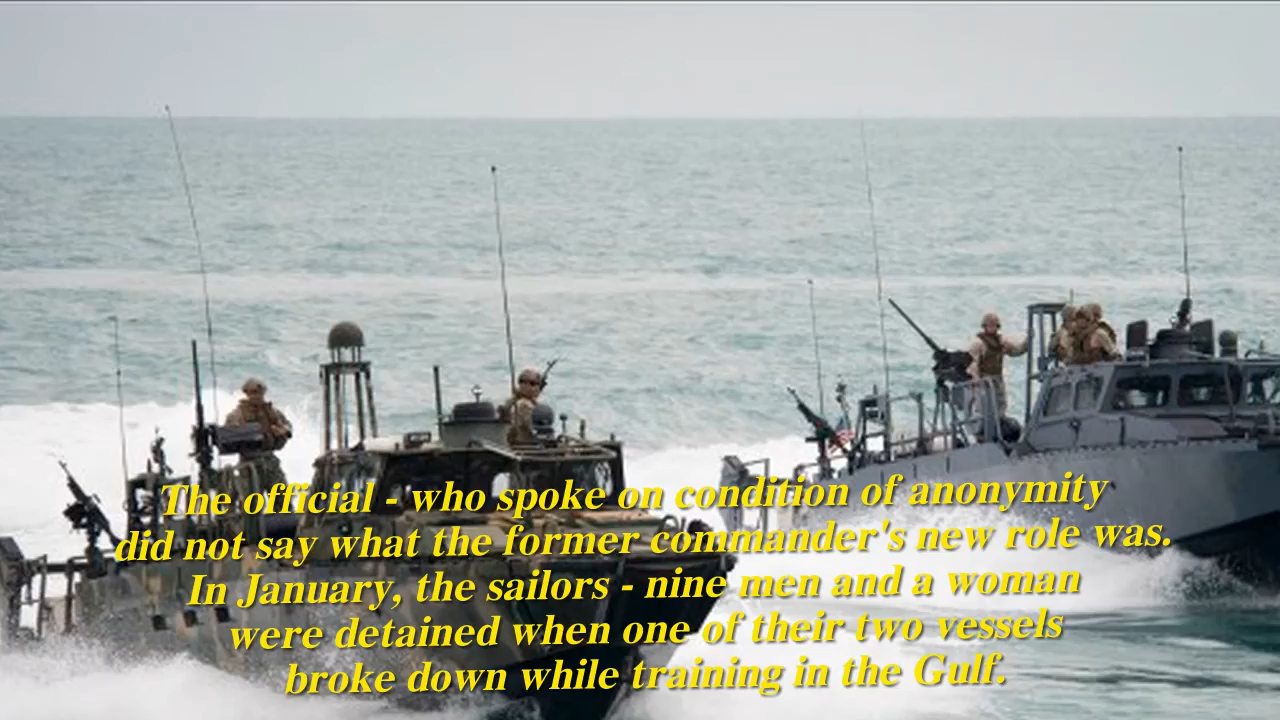 The official - who spoke on condition of anonymity
did not say what the former commander's new role was.
In January, the sailors - nine men and a woman
were detained when one of their two vessels
broke down while training in the Gulf.